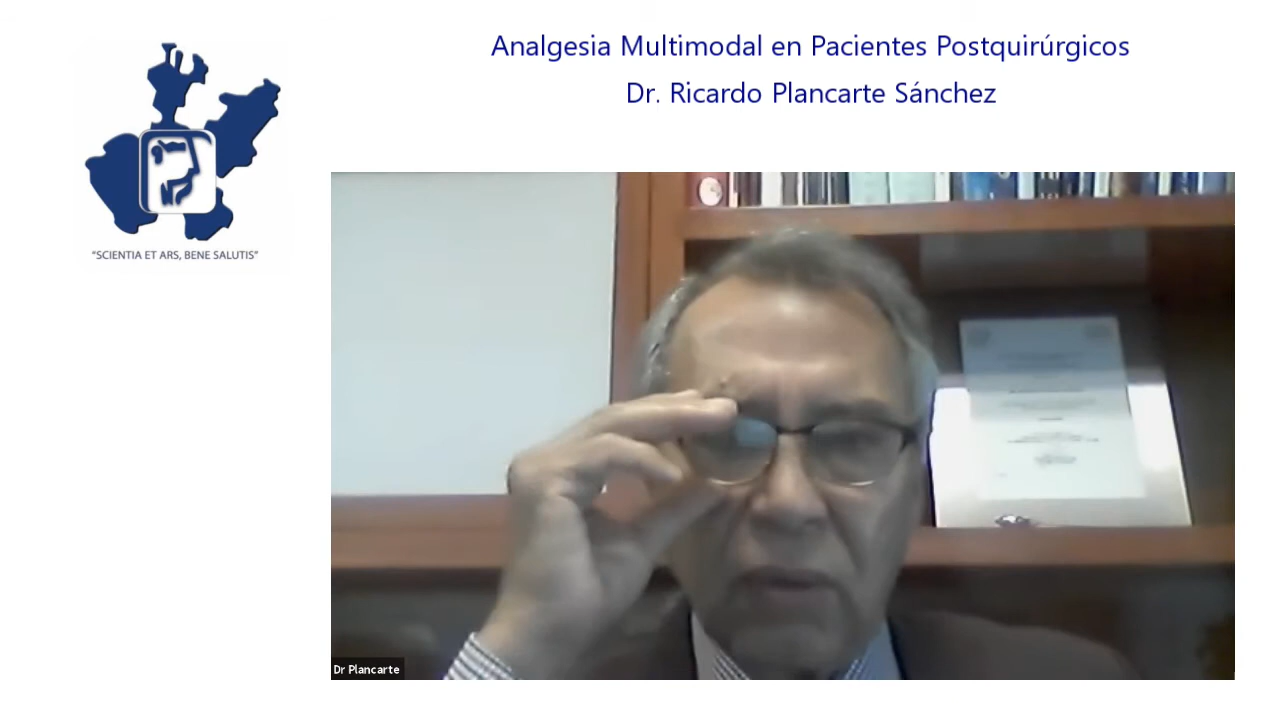 Analgesia Multimodal en Pacientes Postquirúrgicos
Dr. Ricardo Plancarte Sánchez
"SCIENTIA ET ARS, BENE SALUTIS"
Dr Plancarte